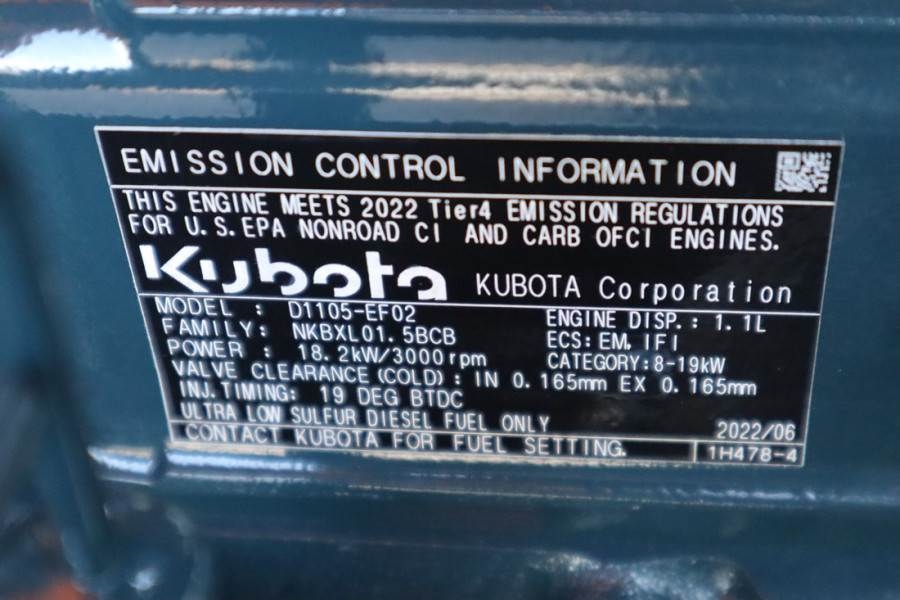 EMISSION CONTROL INFORMATION
THIS ENGINE MEETS 2022 Tier4 EMISSION REGULATIONS
FOR U.S.EPA NONROAD CI AND CARB OFCI ENGINES.
Kubota KUBOTA Corporation
MODEL : D1105-EF02 ENGINE DISP.: 1.1L
FAMILY: NKBXL01.5BCB ECS: EM, IFI
POWER : 18.2kW/3000rpm CATEGORY:8-19kW
VALVE CLEARANCE(COLD): IN 0.165mm EX 0.165mm
INJ.TIMING: 19 DEG BTDC
ULTRA LOW SULFUR DIESEL FUEL ONLY 2022/06
CONTACT KUBOTA FOR FUEL SETTING. 1H478-4